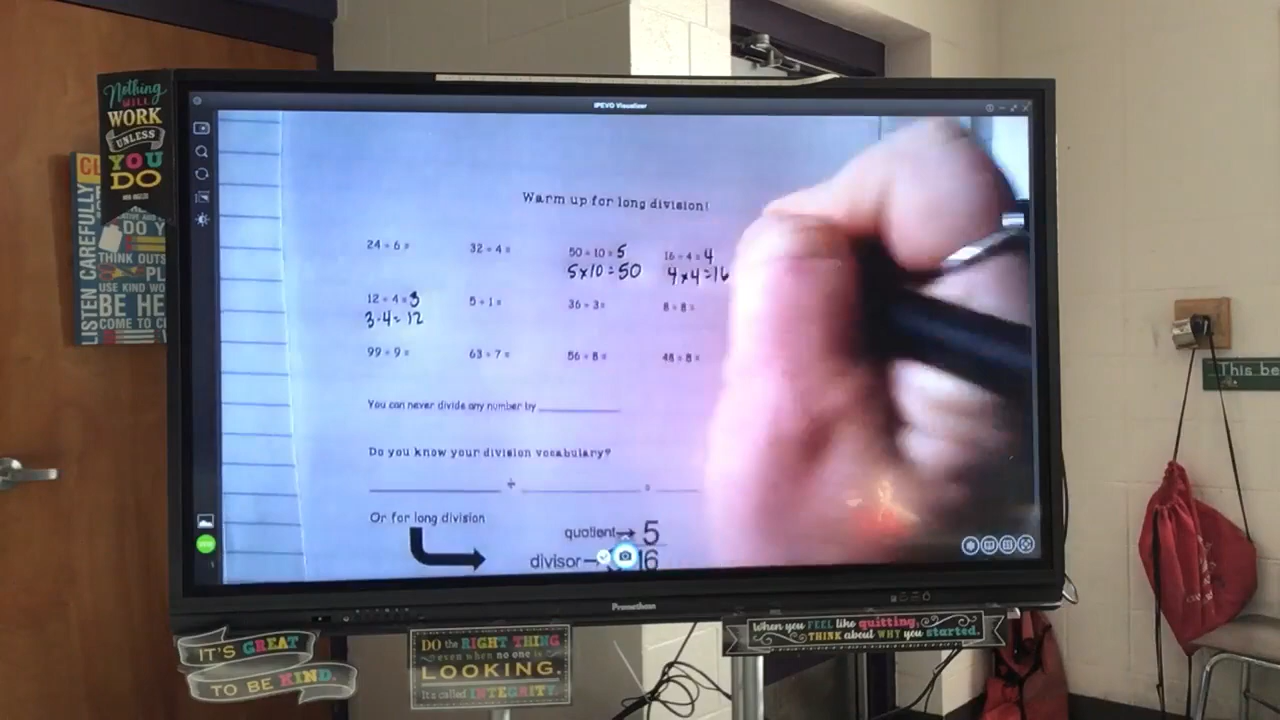 IPEVO Visualizer
Nothing
WILL
WORK
UNLESS
YOU
DO
LISTEN CAREFULLY
THINK OUTS
USE KIND WO
BE HE
COME TO CL
Warm up for long division!
24 ÷ 6 =
32 ÷ 4 =
50 ÷ 10 = 5
16 ÷ 4 = 4
5x10=50
4x4=16
12 ÷ 4 = 3
5 ÷ 1 =
36 ÷ 3 =
8 ÷ 8 =
3·4= 12
99 ÷ 9 =
63 ÷ 7 =
56 ÷ 8 =
48 ÷ 8 =
You can never divide any number by
Do you know your division vocabulary?
÷ =
Or for long division
quotient→ 5
divisor→ 16
This be
Promethean
IT'S GREAT
TO BE KIND.
DO the RIGHT THING
even when no one is
LOOKING.
It's called INTEGRITY.
When you FEEL like quitting,
THINK about WHY you started.